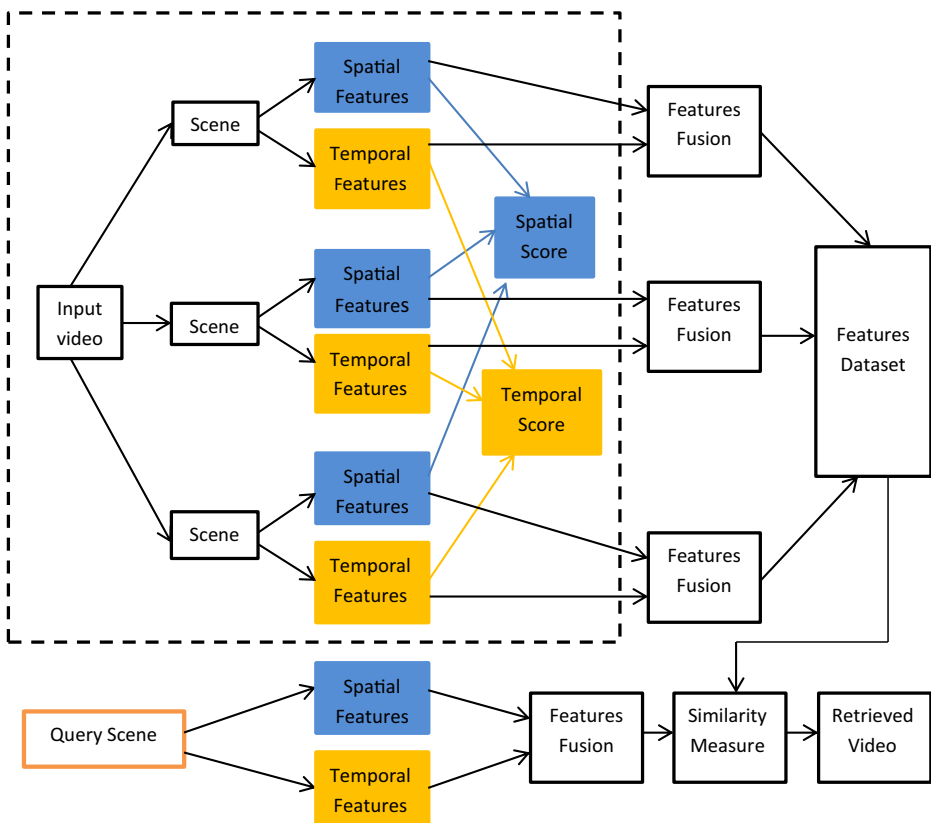 Spatial
Features
Scene
Temporal
Features
Features
Fusion
Spatial
Score
Input
video
Scene
Spatial
Features
Temporal
Features
Features
Fusion
Features
Dataset
Temporal
Score
Scene
Spatial
Features
Temporal
Features
Features
Fusion
Query Scene
Spatial
Features
Temporal
Features
Features
Fusion
Similarity
Measure
Retrieved
Video